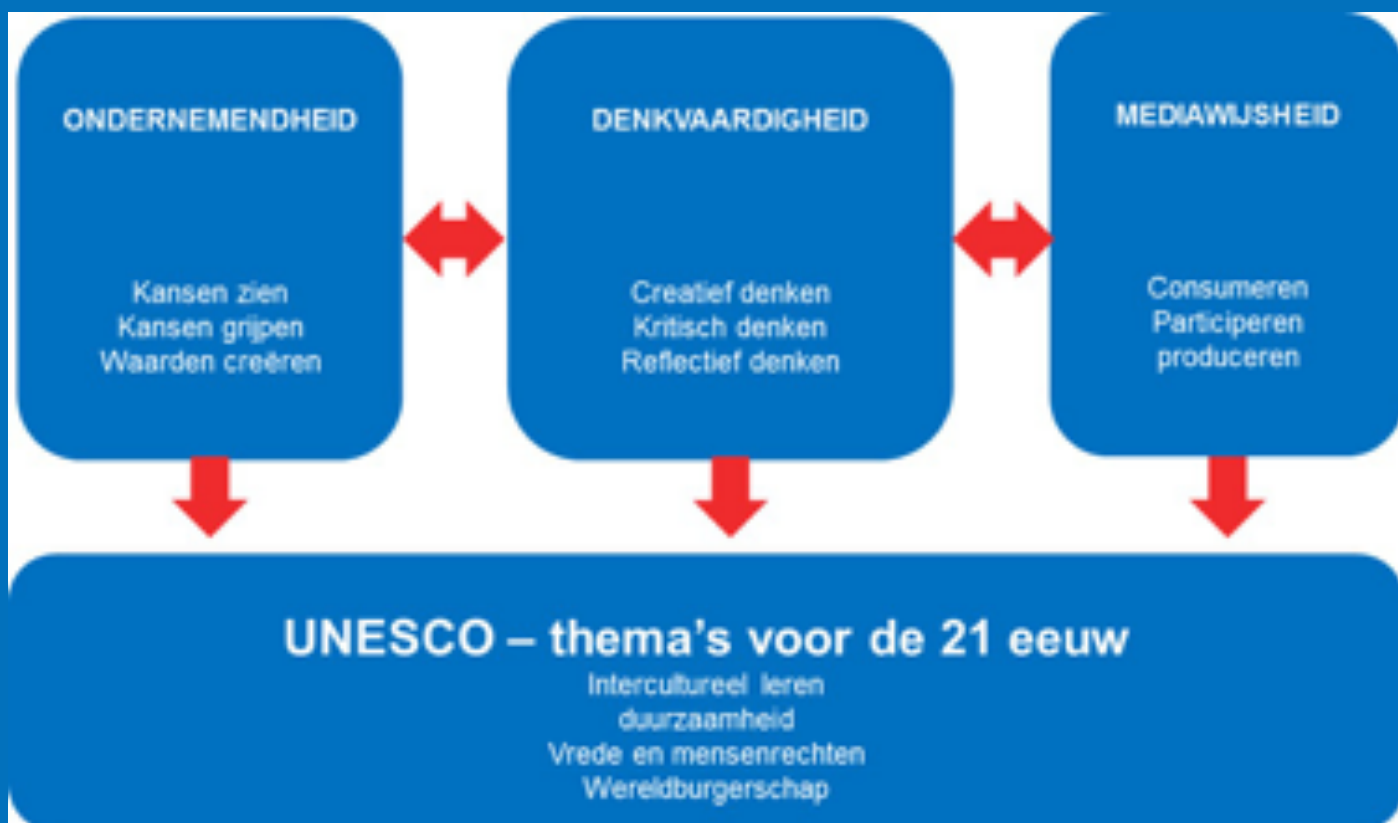 ONDERNEMENDHEID
Kansen zien
Kansen grijpen
Waarden creëren
DENKVAARDIGHEID
Creatief denken
Kritisch denken
Reflectief denken
MEDIAWIJSHEID
Consumeren
Participeren
produceren
UNESCO – thema's voor de 21 eeuw
Intercultureel leren
duurzaamheid
Vrede en mensenrechten
Wereldburgerschap